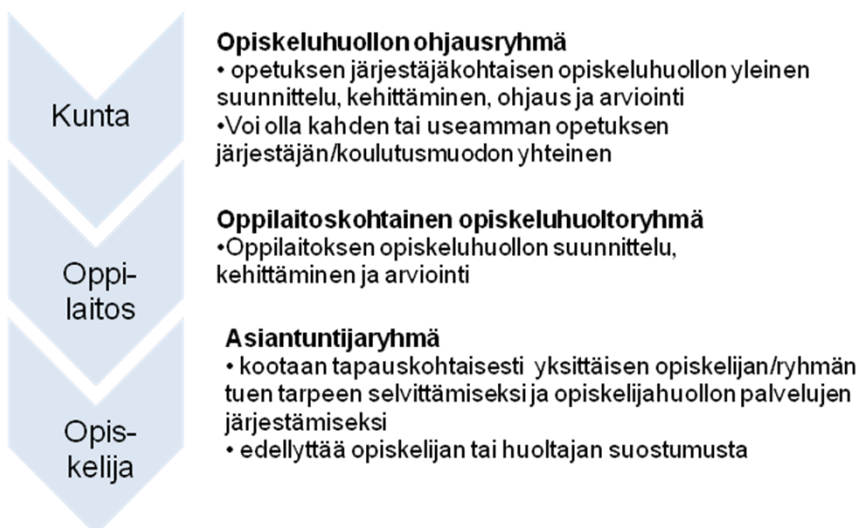 Kunta
Opiskeluhuollon ohjausryhmä
• opetuksen järjestäjäkohtaisen opiskeluhuollon yleinen
suunnittelu, kehittäminen, ohjaus ja arviointi
•Voi olla kahden tai useamman opetuksen
järjestäjän/koulutusmuodon yhteinen
Oppi-
laitos
Oppilaitoskohtainen opiskeluhuoltoryhmä
•Oppilaitoksen opiskeluhuollon suunnittelu,
kehittäminen ja arviointi
Opis-
kelija
Asiantuntijaryhmä
• kootaan tapauskohtaisesti yksittäisen opiskelijan/ryhmän
tuen tarpeen selvittämiseksi ja opiskelijahuollon palvelujen
järjestämiseksi
• edellyttää opiskelijan tai huoltajan suostumusta